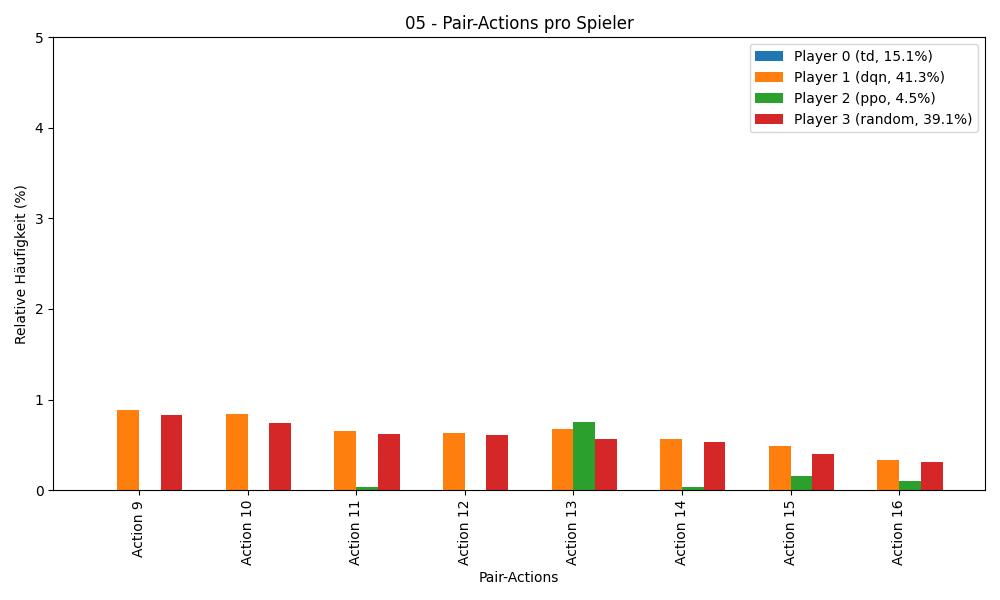 05 - Pair-Actions pro Spieler
Player 0 (td, 15.1%)
Player 1 (dqn, 41.3%)
Player 2 (ppo, 4.5%)
Player 3 (random, 39.1%)
Relative Häufigkeit (%)
5
4
3
2
1
0
Action 9
Action 10
Action 11
Action 12
Action 13
Action 14
Action 15
Action 16
Pair-Actions